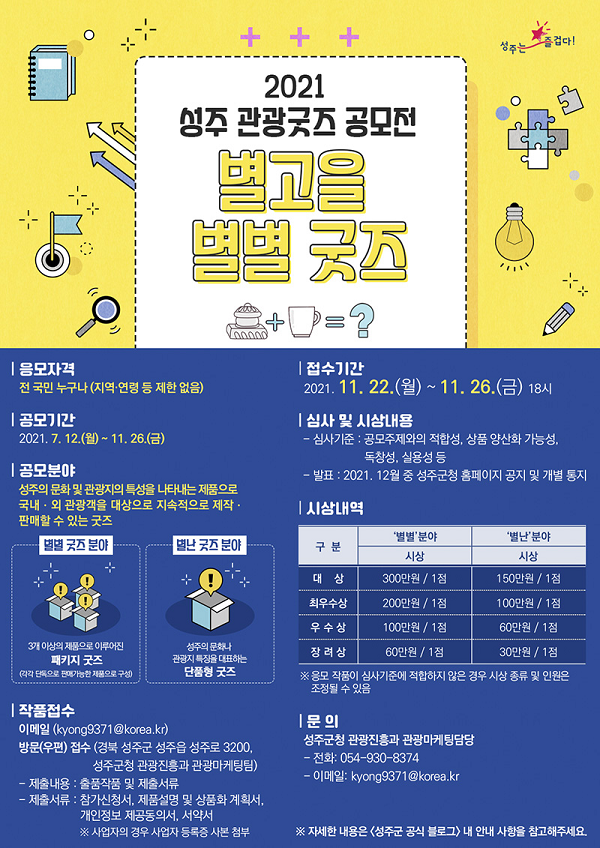 성주는 즐겁다!
2021
성주 관광굿즈 공모전
별고을
별별 굿즈
응모자격
전 국민 누구나 (지역·연령 등 제한 없음)
공모기간
2021. 7. 12.(월) ~ 11. 26.(금)
공모분야
성주의 문화 및 관광지의 특성을 나타내는 제품으로
국내 · 외 관광객을 대상으로 지속적으로 제작 ·
판매할 수 있는 굿즈
별별 굿즈 분야
3개 이상의 제품으로 이루어진
패키지 굿즈
(각각 단독으로 판매가능한 제품으로 구성)
별난 굿즈 분야
성주의 문화나
관광지 특징을 대표하는
단품형 굿즈
작품접수
이메일 (kyong9371@korea.kr)
방문(우편) 접수 (경북 성주군 성주읍 성주로 3200,
성주군청 관광진흥과 관광마케팅팀)
– 제출내용 : 출품작품 및 제출서류
– 제출서류 : 참가신청서, 제품설명 및 상품화 계획서,
개인정보 제공동의서, 서약서
※ 사업자의 경우 사업자 등록증 사본 첨부
접수기간
2021. 11. 22.(월) ~ 11. 26.(금) 18시
심사 및 시상내용
– 심사기준 : 공모주제와의 적합성, 상품 양산화 가능성,
독창성, 실용성 등
– 발표 : 2021. 12월 중 성주군청 홈페이지 공지 및 개별 통지
시상내역
구 분 '별별'분야 '별난'분야
시상 시상
대 상 300만원 / 1점 150만원 / 1점
최우수상 200만원 / 1점 100만원 / 1점
우 수 상 100만원 / 1점 60만원 / 1점
장 려 상 60만원 / 1점 30만원 / 1점
※ 응모 작품이 심사기준에 적합하지 않은 경우 시상 종류 및 인원은
조정될 수 있음
문 의
성주군청 관광진흥과 관광마케팅담당
– 전화: 054-930-8374
– 이메일: kyong9371@korea.kr
※ 자세한 내용은 <성주군 공식 블로그> 내 안내 사항을 참고해주세요.